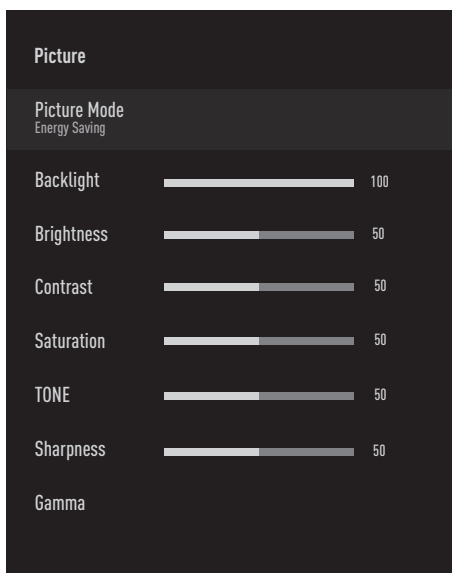 Picture
Picture Mode
Energy Saving
Backlight 100
Brightness 50
Contrast 50
Saturation 50
TONE 50
Sharpness 50
Gamma